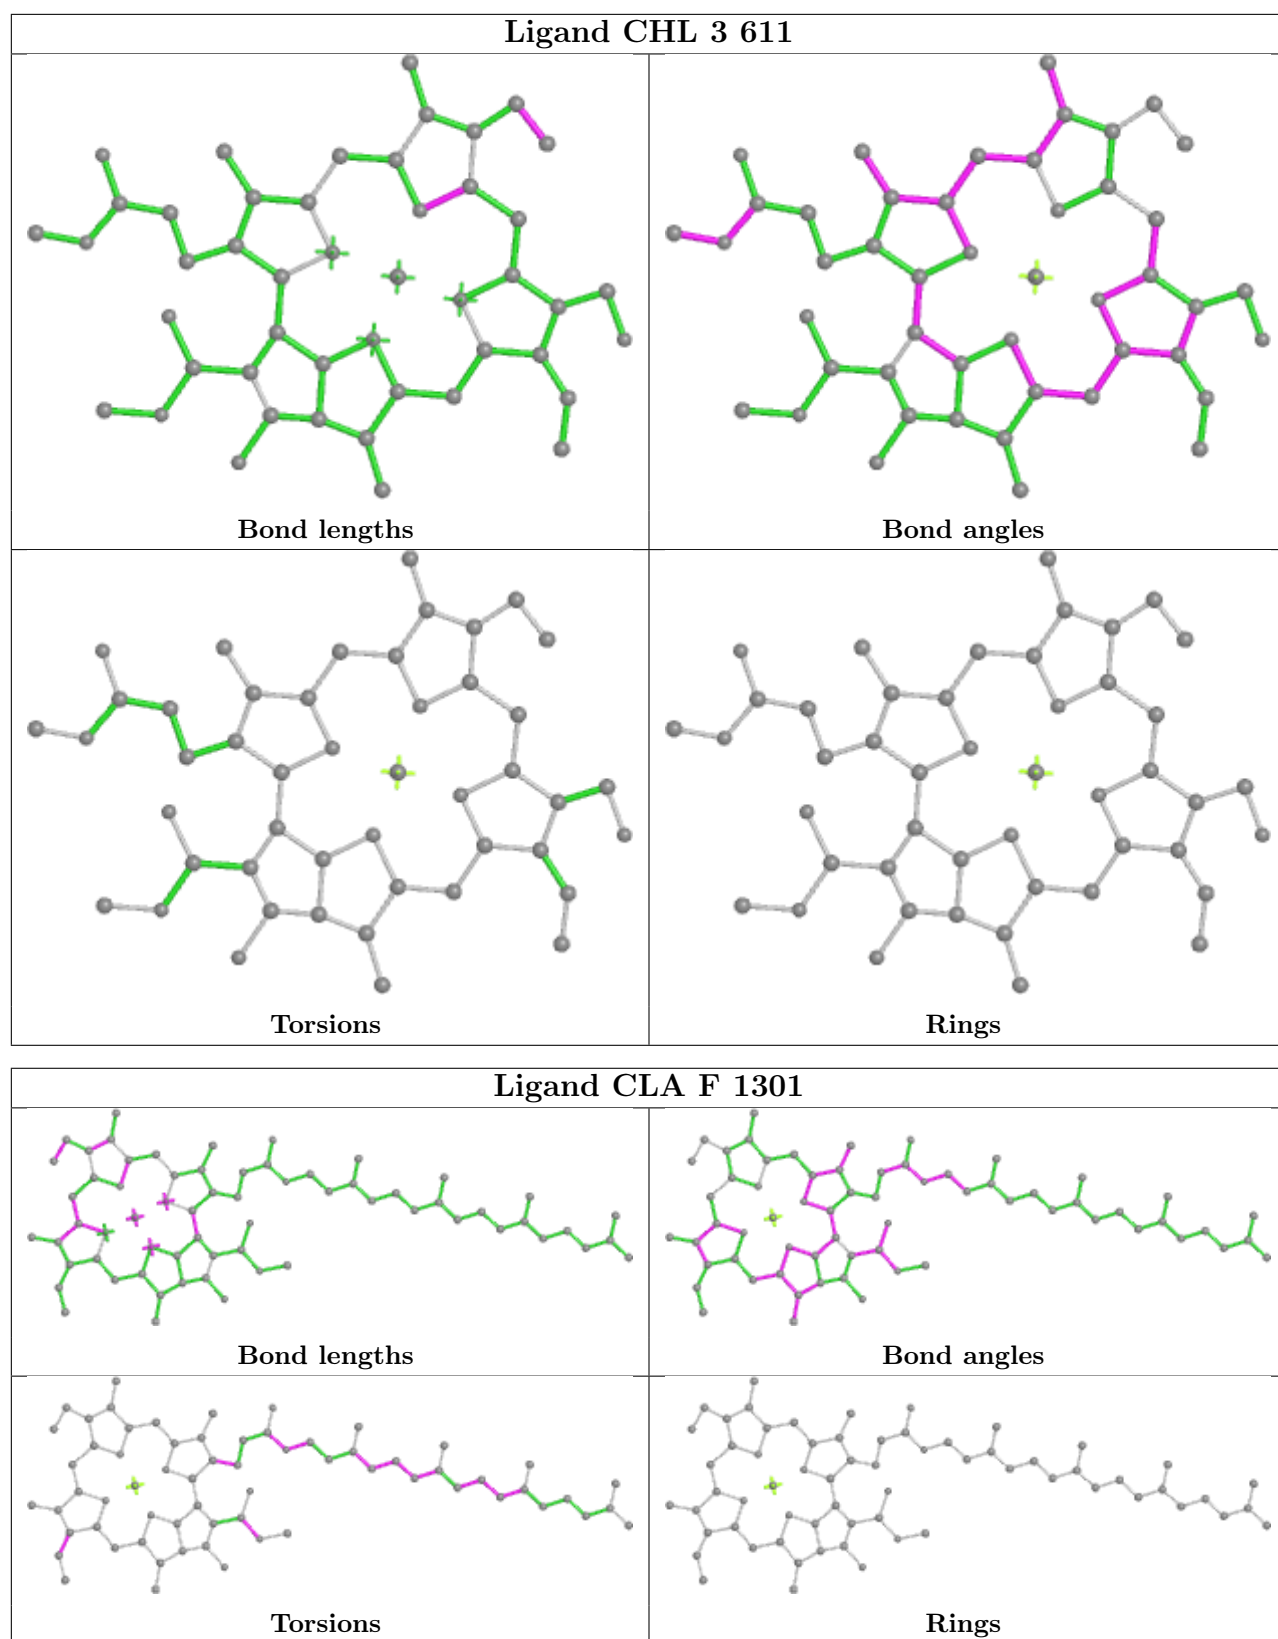 Ligand CHL 3 611
Bond lengths
Bond angles
Torsions
Rings
Ligand CLA F 1301
Bond lengths
Bond angles
Torsions
Rings